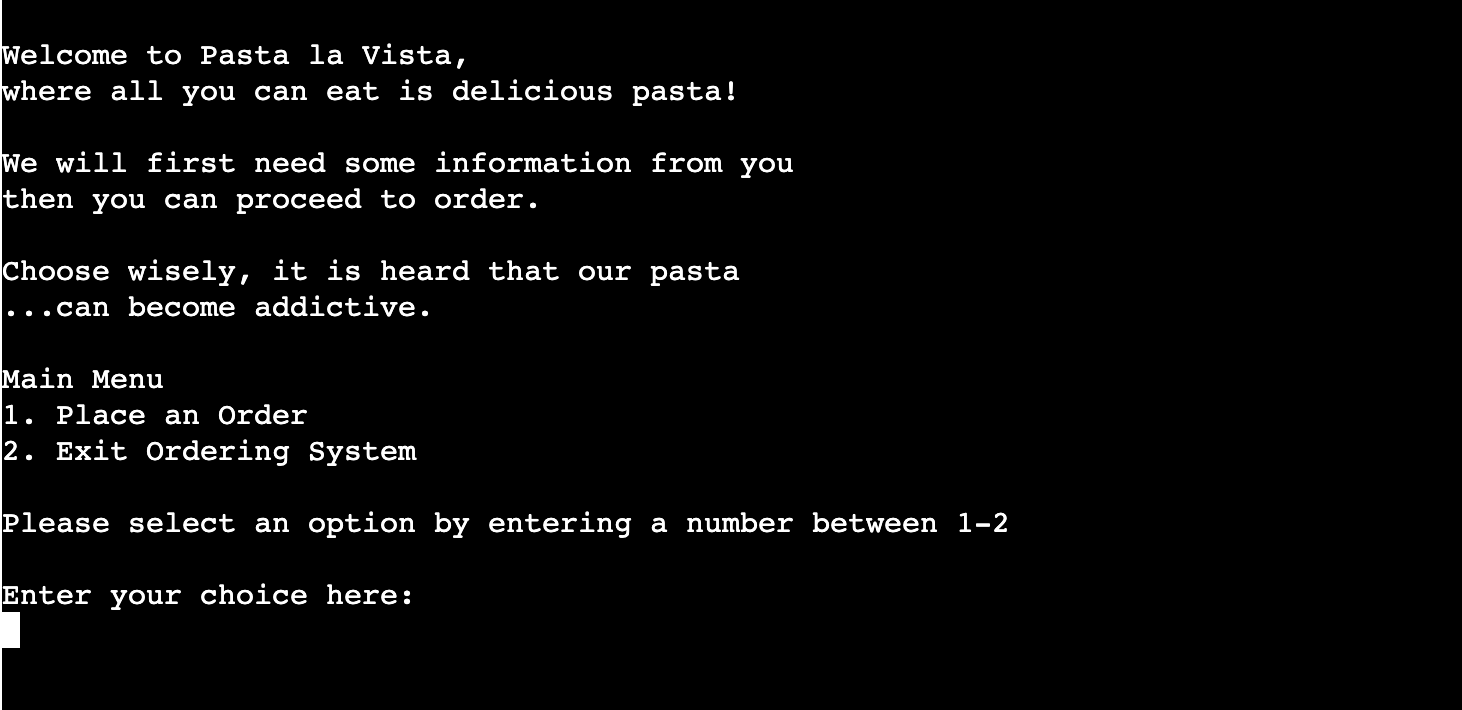 Welcome to Pasta la Vista,
where all you can eat is delicious pasta!
We will first need some information from you
then you can proceed to order.
Choose wisely, it is heard that our pasta
...can become addictive.
Main Menu
1. Place an Order
2. Exit Ordering System
Please select an option by entering a number between 1-2
Enter your choice here: